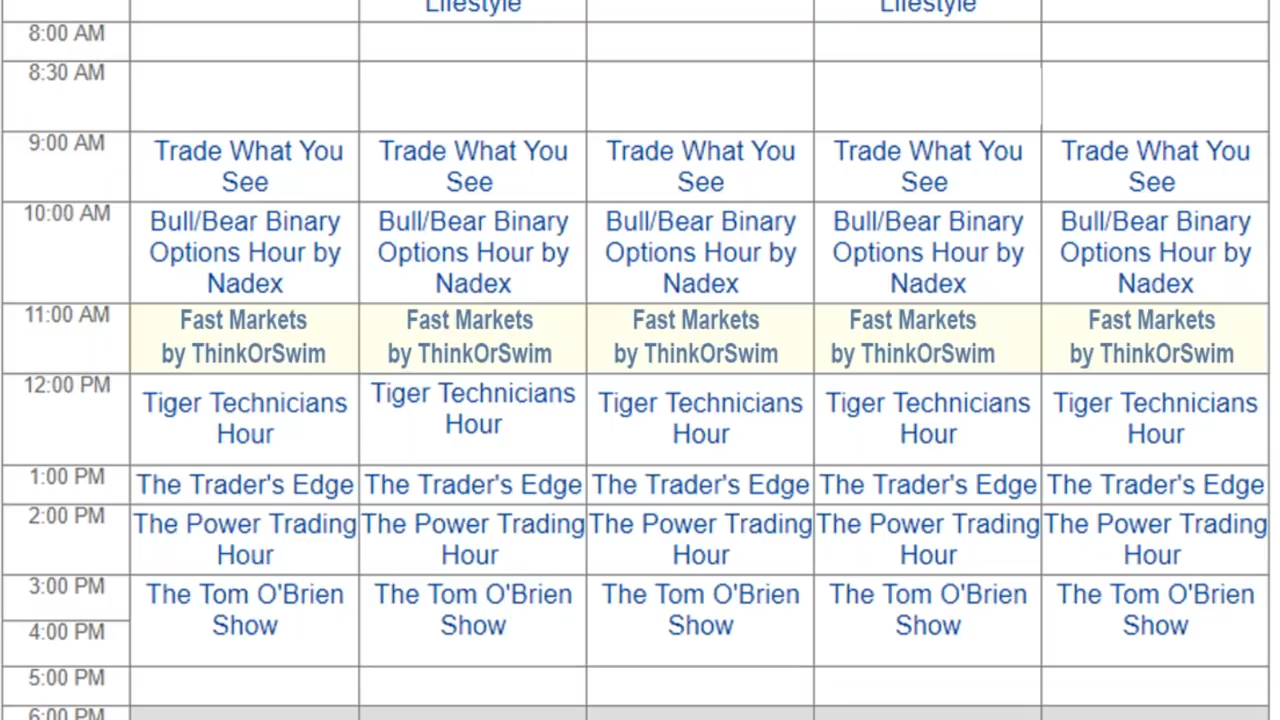 Lifestyle Lifestyle
8:00 AM
8:30 AM
9:00 AM Trade What You Trade What You Trade What You Trade What You Trade What You
See See See See See
10:00 AM Bull/Bear Binary Bull/Bear Binary Bull/Bear Binary Bull/Bear Binary Bull/Bear Binary
Options Hour by Options Hour by Options Hour by Options Hour by Options Hour by
Nadex Nadex Nadex Nadex Nadex
11:00 AM Fast Markets Fast Markets Fast Markets Fast Markets Fast Markets
by ThinkOrSwim by ThinkOrSwim by ThinkOrSwim by ThinkOrSwim by ThinkOrSwim
12:00 PM Tiger Technicians Tiger Technicians Tiger Technicians Tiger Technicians Tiger Technicians
Hour Hour Hour Hour Hour
1:00 PM The Trader's Edge The Trader's Edge The Trader's Edge The Trader's Edge The Trader's Edge
2:00 PM The Power Trading The Power Trading The Power Trading The Power Trading The Power Trading
Hour Hour Hour Hour Hour
3:00 PM The Tom O'Brien The Tom O'Brien The Tom O'Brien The Tom O'Brien The Tom O'Brien
4:00 PM Show Show Show Show Show
5:00 PM
6:00 PM